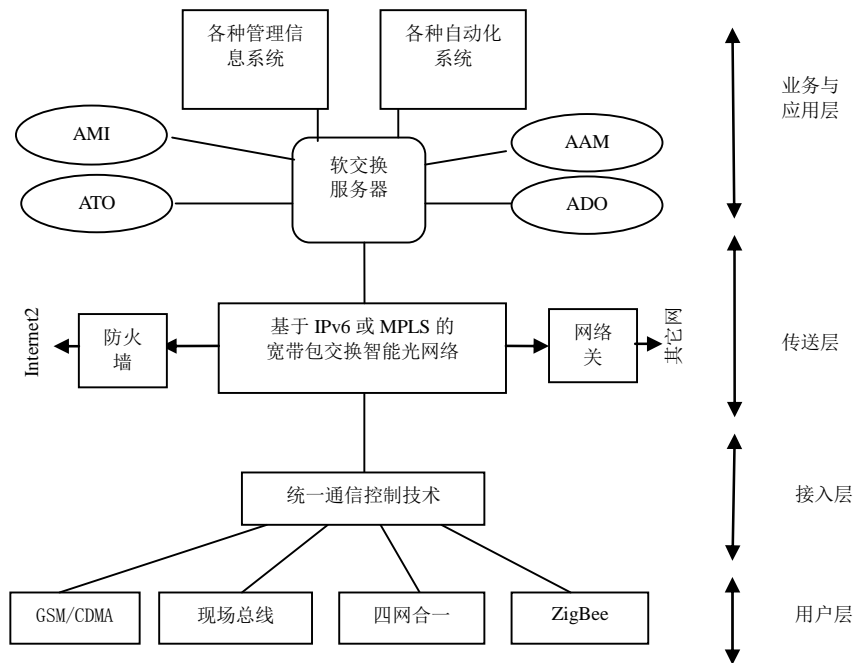 各种管理信
息系统
各种自动化
系统
业务与
应用层
AMI
AAM
软交换
服务器
ATO
ADO
Internet2
防火
墙
基于 IPv6 或 MPLS 的
宽带包交换智能光网络
网络
关
其它网
传送层
统一通信控制技术
接入层
GSM/CDMA
现场总线
四网合一
ZigBee
用户层